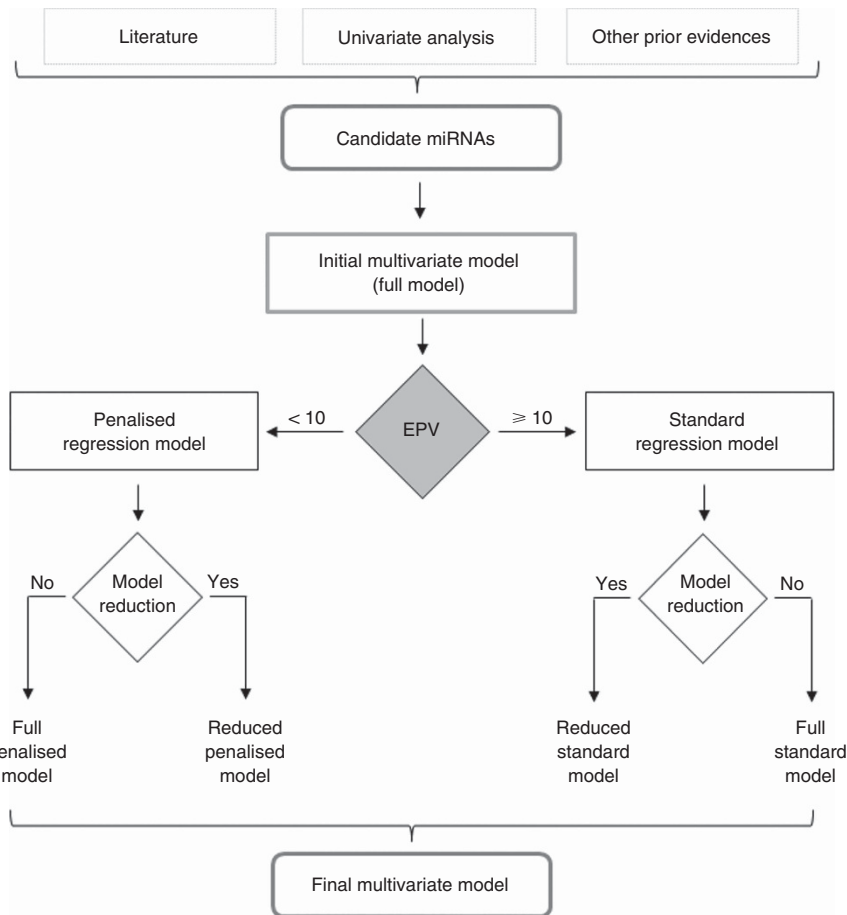 Literature
Univariate analysis
Other prior evidences
Candidate miRNAs
Initial multivariate model
(full model)
Penalised
regression model
< 10
EPV
⩾ 10
Standard
regression model
No
Model
reduction
Yes
Yes
Model
reduction
No
Full
enalised
model
Reduced
penalised
model
Reduced
standard
model
Full
standard
model
Final multivariate model